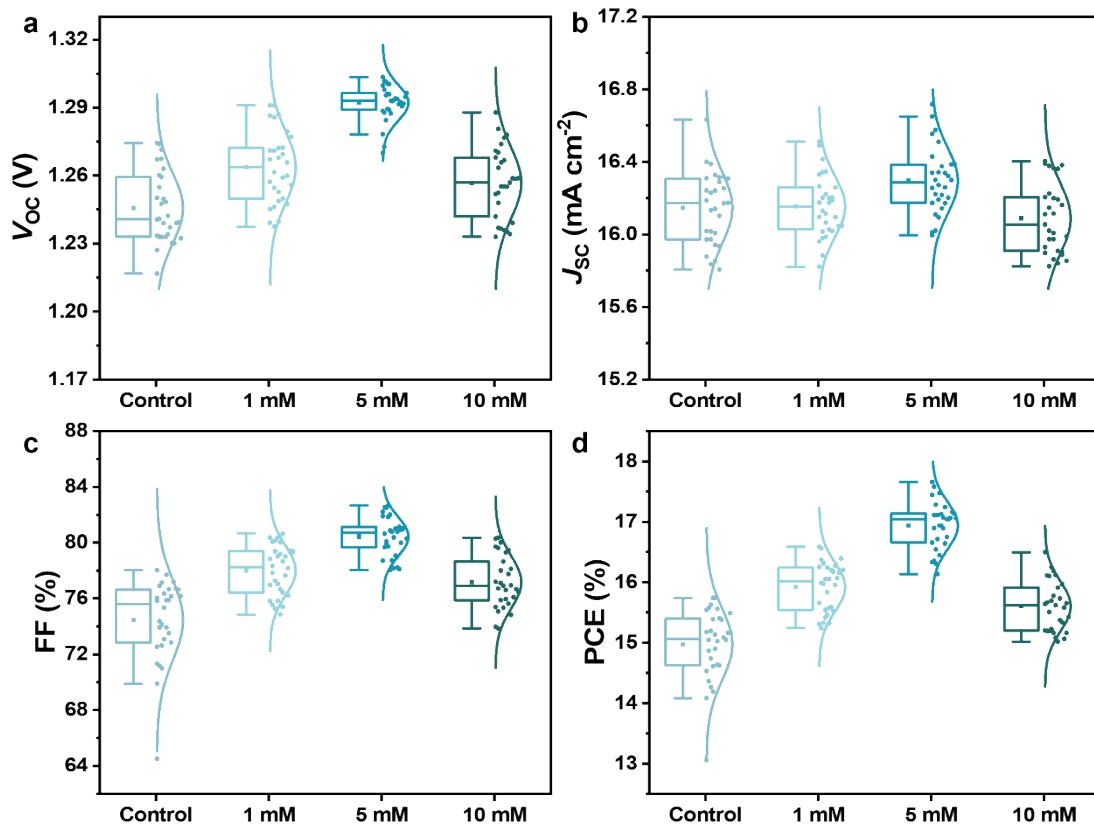 a
V_OC (V)
1.32
1.29
1.26
1.23
1.20
1.17
Control 1 mM 5 mM 10 mM
b
J_SC (mA cm⁻²)
17.2
16.8
16.4
16.0
15.6
15.2
Control 1 mM 5 mM 10 mM
c
FF (%)
88
84
80
76
72
68
64
Control 1 mM 5 mM 10 mM
d
PCE (%)
18
17
16
15
14
13
Control 1 mM 5 mM 10 mM